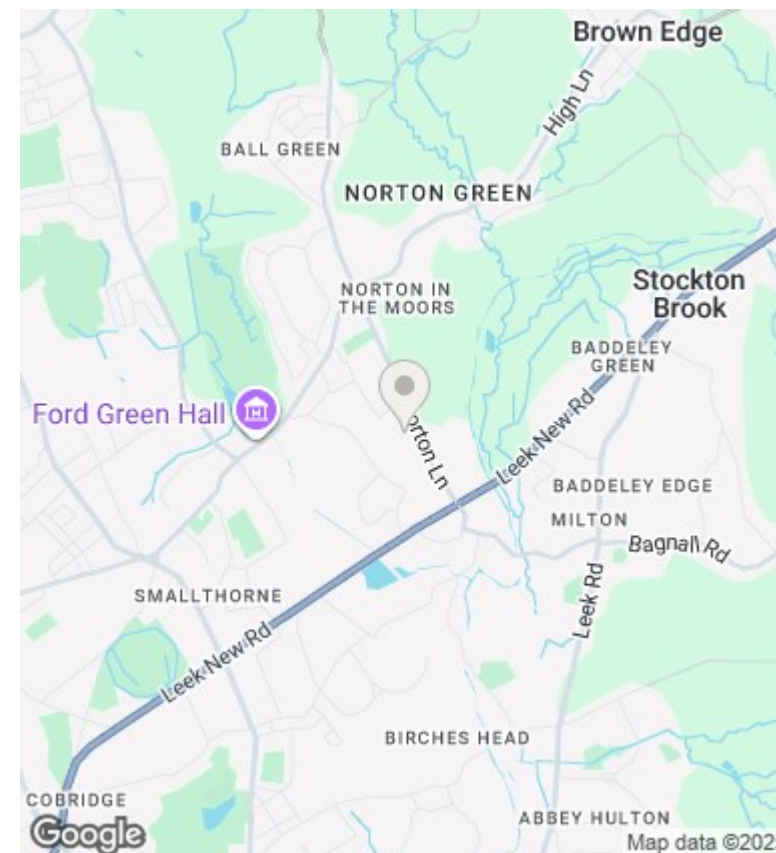 Brown Edge
High Ln
BALL GREEN
NORTON GREEN
NORTON IN
THE MOORS
Stockton
Brook
BADDELEY
GREEN
Ford Green Hall
orton Ln
Leek New Rd
BADDELEY EDGE
MILTON
Bagnall Rd
SMALLTHORNE
Leek Rd
Leek New Rd
BIRCHES HEAD
COBRIDGE
ABBEY HULTON
Google
Map data ©202